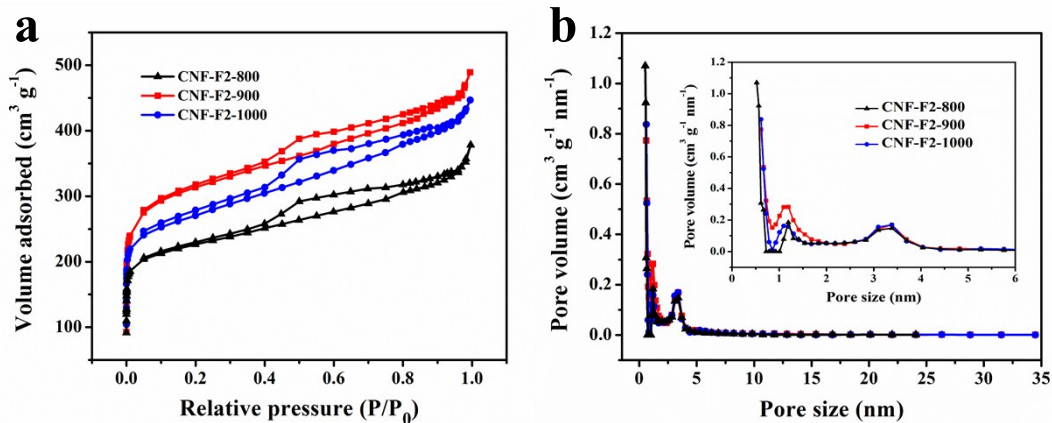 a
500
400
300
200
100
Volume adsorbed (cm³ g⁻¹)
CNF-F2-800
CNF-F2-900
CNF-F2-1000
0.0 0.2 0.4 0.6 0.8 1.0
Relative pressure (P/P₀)
b
1.2
1.0
0.8
0.6
0.4
0.2
0.0
Pore volume (cm³ g⁻¹ nm⁻¹)
0 5 10 15 20 25 30 35
Pore size (nm)
1.2
1.0
0.8
0.6
0.4
0.2
0.0
Pore volume (cm³ g⁻¹ nm⁻¹)
CNF-F2-800
CNF-F2-900
CNF-F2-1000
0 1 2 3 4 5 6
Pore size (nm)